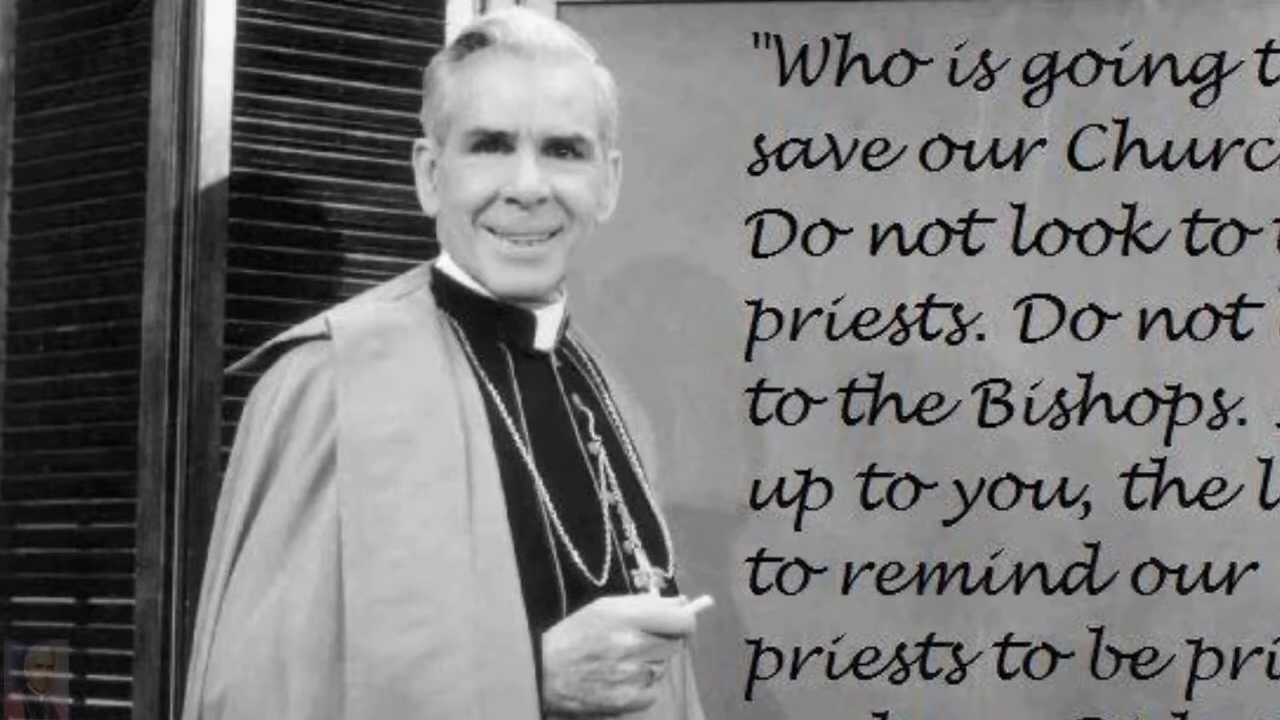 "Who is going t
save our Churc
Do not look to t
priests. Do not
to the Bishops.
up to you, the l
to remind our
priests to be pri